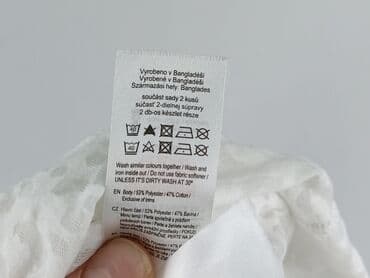 Vyrobeno v Bangladéši
Vyrobené v Bangladéši
Származási hely: Banglades
součást sady 2 kusů
súčasť 2-dielnej súpravy
2 db-os készlet része
Wash similar colours together / Wash and
iron inside out / Do not use fabric softener /
UNLESS IT'S DIRTY WASH AT 30°
EN Body / 53% Polyester / 47% Cotton /
Exclusive of trims
CZ Hlavní část / 53% Polyester / 47% Bavlna /